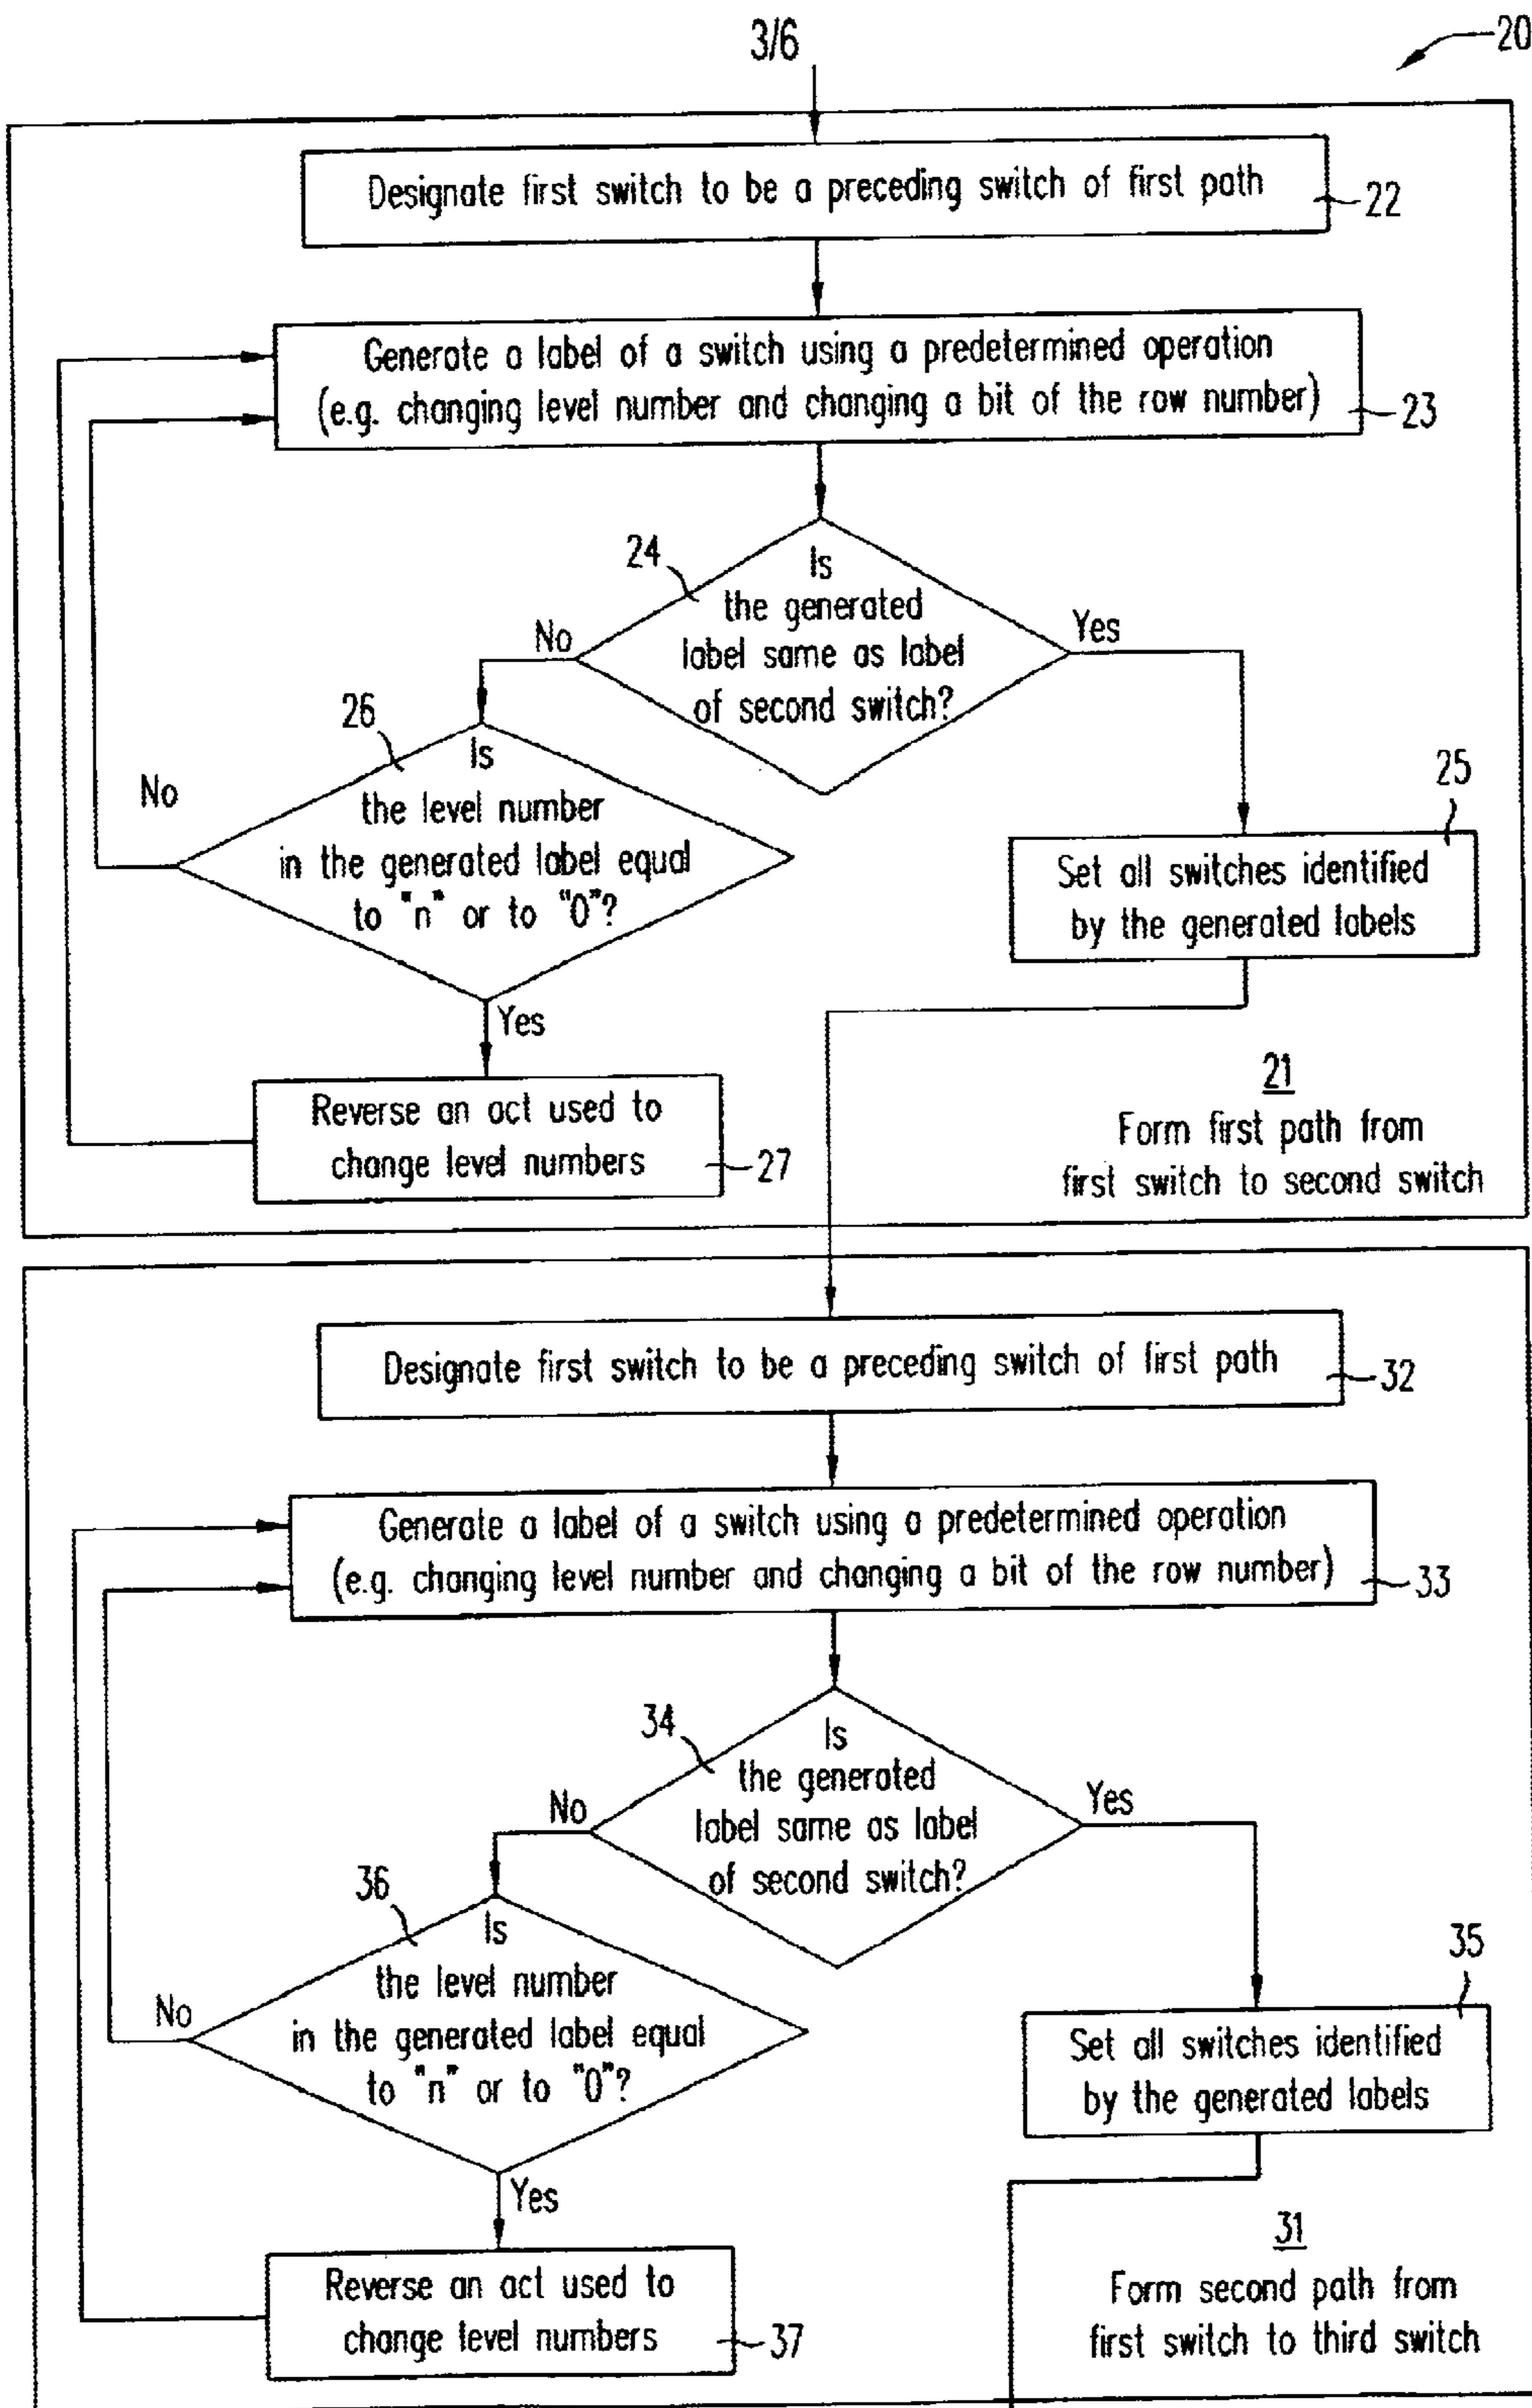 3/6
20
Designate first switch to be a preceding switch of first path
22
Generate a label of a switch using a predetermined operation
(e.g. changing level number and changing a bit of the row number)
23
24
Is
the generated
label same as label
of second switch?
No
Yes
26
Is
the level number
in the generated label equal
to "n" or to "0"?
No
Yes
25
Set all switches identified
by the generated labels
Reverse an act used to
change level numbers
27
21
Form first path from
first switch to second switch
Designate first switch to be a preceding switch of first path
32
Generate a label of a switch using a predetermined operation
(e.g. changing level number and changing a bit of the row number)
33
34
Is
the generated
label same as label
of second switch?
No
Yes
36
Is
the level number
in the generated label equal
to "n" or to "0"?
No
Yes
35
Set all switches identified
by the generated labels
Reverse an act used to
change level numbers
37
31
Form second path from
first switch to third switch